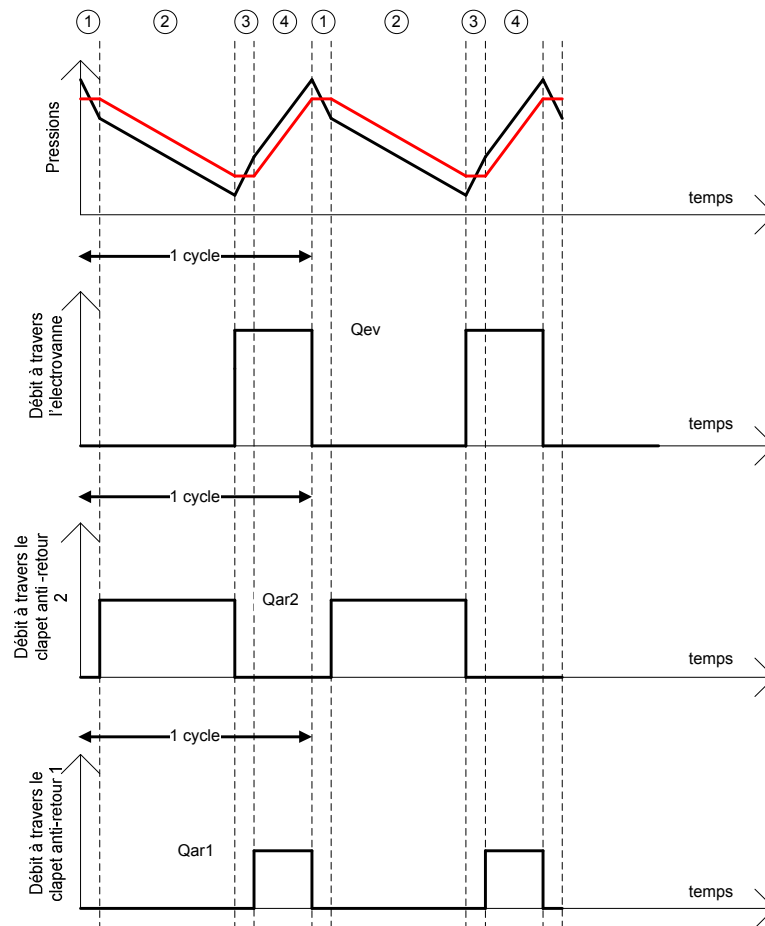 1 2 3 4 1 2 3 4
Pressions
temps
1 cycle
Débit à travers
l'electrovanne
Qev
temps
1 cycle
Débit à travers le
clapet anti -retour
2
Qar2
temps
1 cycle
Débit à travers le
clapet anti-retour 1
Qar1
temps